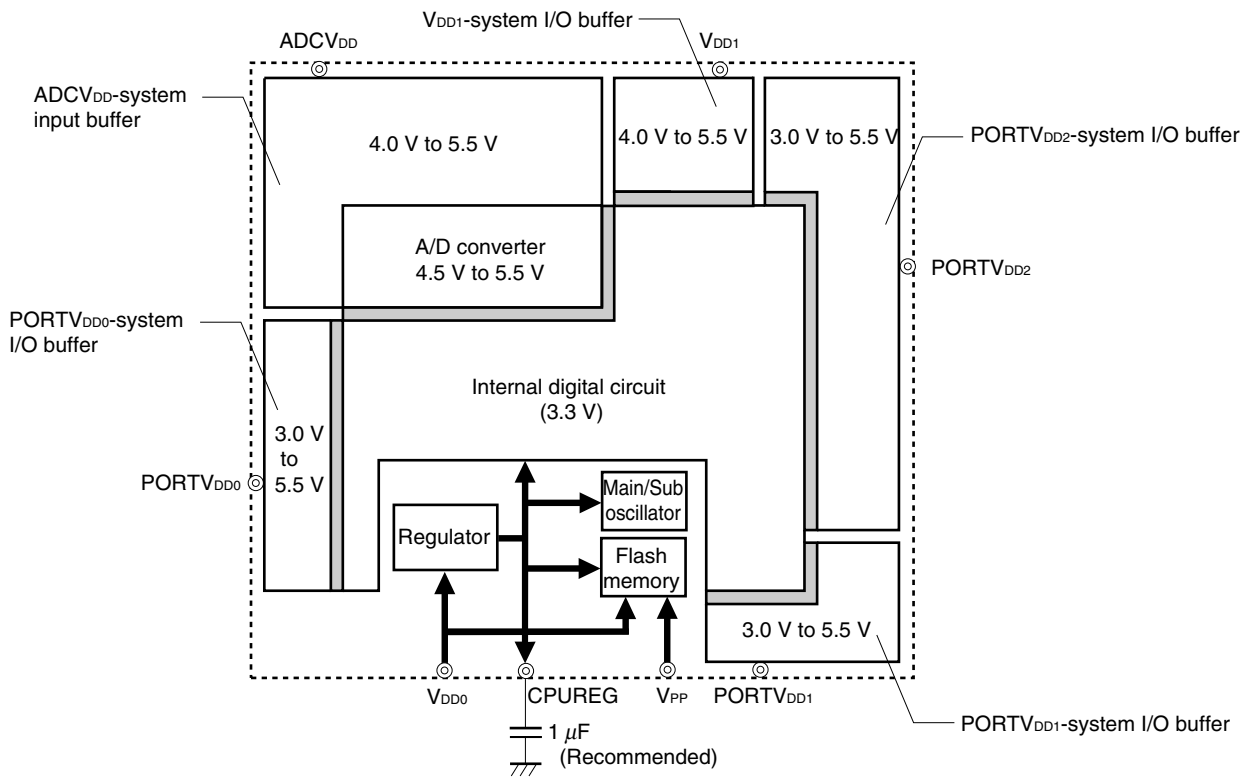 VDD1-system I/O buffer
ADCVDD
VDD1
ADCVDD-system
input buffer
4.0 V to 5.5 V
4.0 V to 5.5 V
3.0 V to 5.5 V
PORTVDD2-system I/O buffer
A/D converter
4.5 V to 5.5 V
PORTVDD2
PORTVDD0-system
I/O buffer
Internal digital circuit
(3.3 V)
3.0 V
to
5.5 V
PORTVDD0
Main/Sub
oscillator
Regulator
Flash
memory
3.0 V to 5.5 V
VDD0
CPUREG
VPP
PORTVDD1
PORTVDD1-system I/O buffer
1 μF
(Recommended)